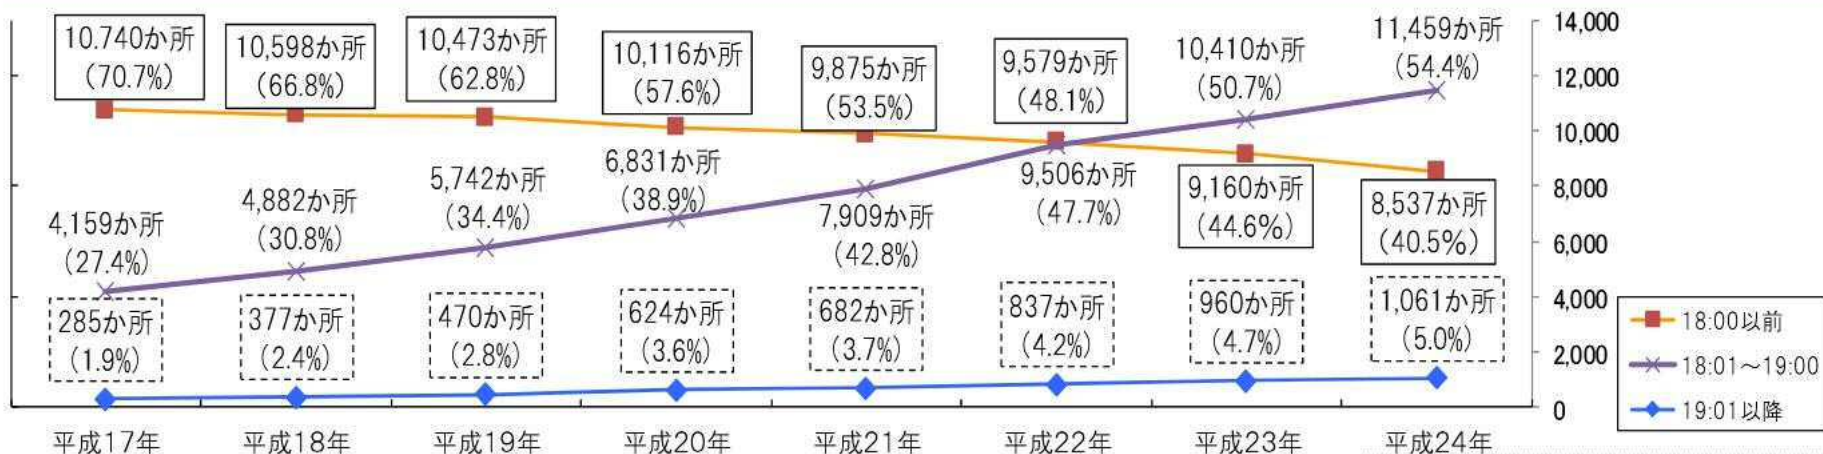 10.740か所
(70.7%)
10,598か所
(66.8%)
10,473か所
(62.8%)
10,116か所
(57.6%)
9,875か所
(53.5%)
9,579か所
(48.1%)
10,410か所
(50.7%)
11,459か所
(54.4%)
4,159か所
(27.4%)
4,882か所
(30.8%)
5,742か所
(34.4%)
6,831か所
(38.9%)
7,909か所
(42.8%)
9,506か所
(47.7%)
9,160か所
(44.6%)
8,537か所
(40.5%)
285か所
(1.9%)
377か所
(2.4%)
470か所
(2.8%)
624か所
(3.6%)
682か所
(3.7%)
837か所
(4.2%)
960か所
(4.7%)
1,061か所
(5.0%)
14,000
12,000
10,000
8,000
6,000
4,000
2,000
0
18:00以前
18:01～19:00
19:01以降
平成17年
平成18年
平成19年
平成20年
平成21年
平成22年
平成23年
平成24年